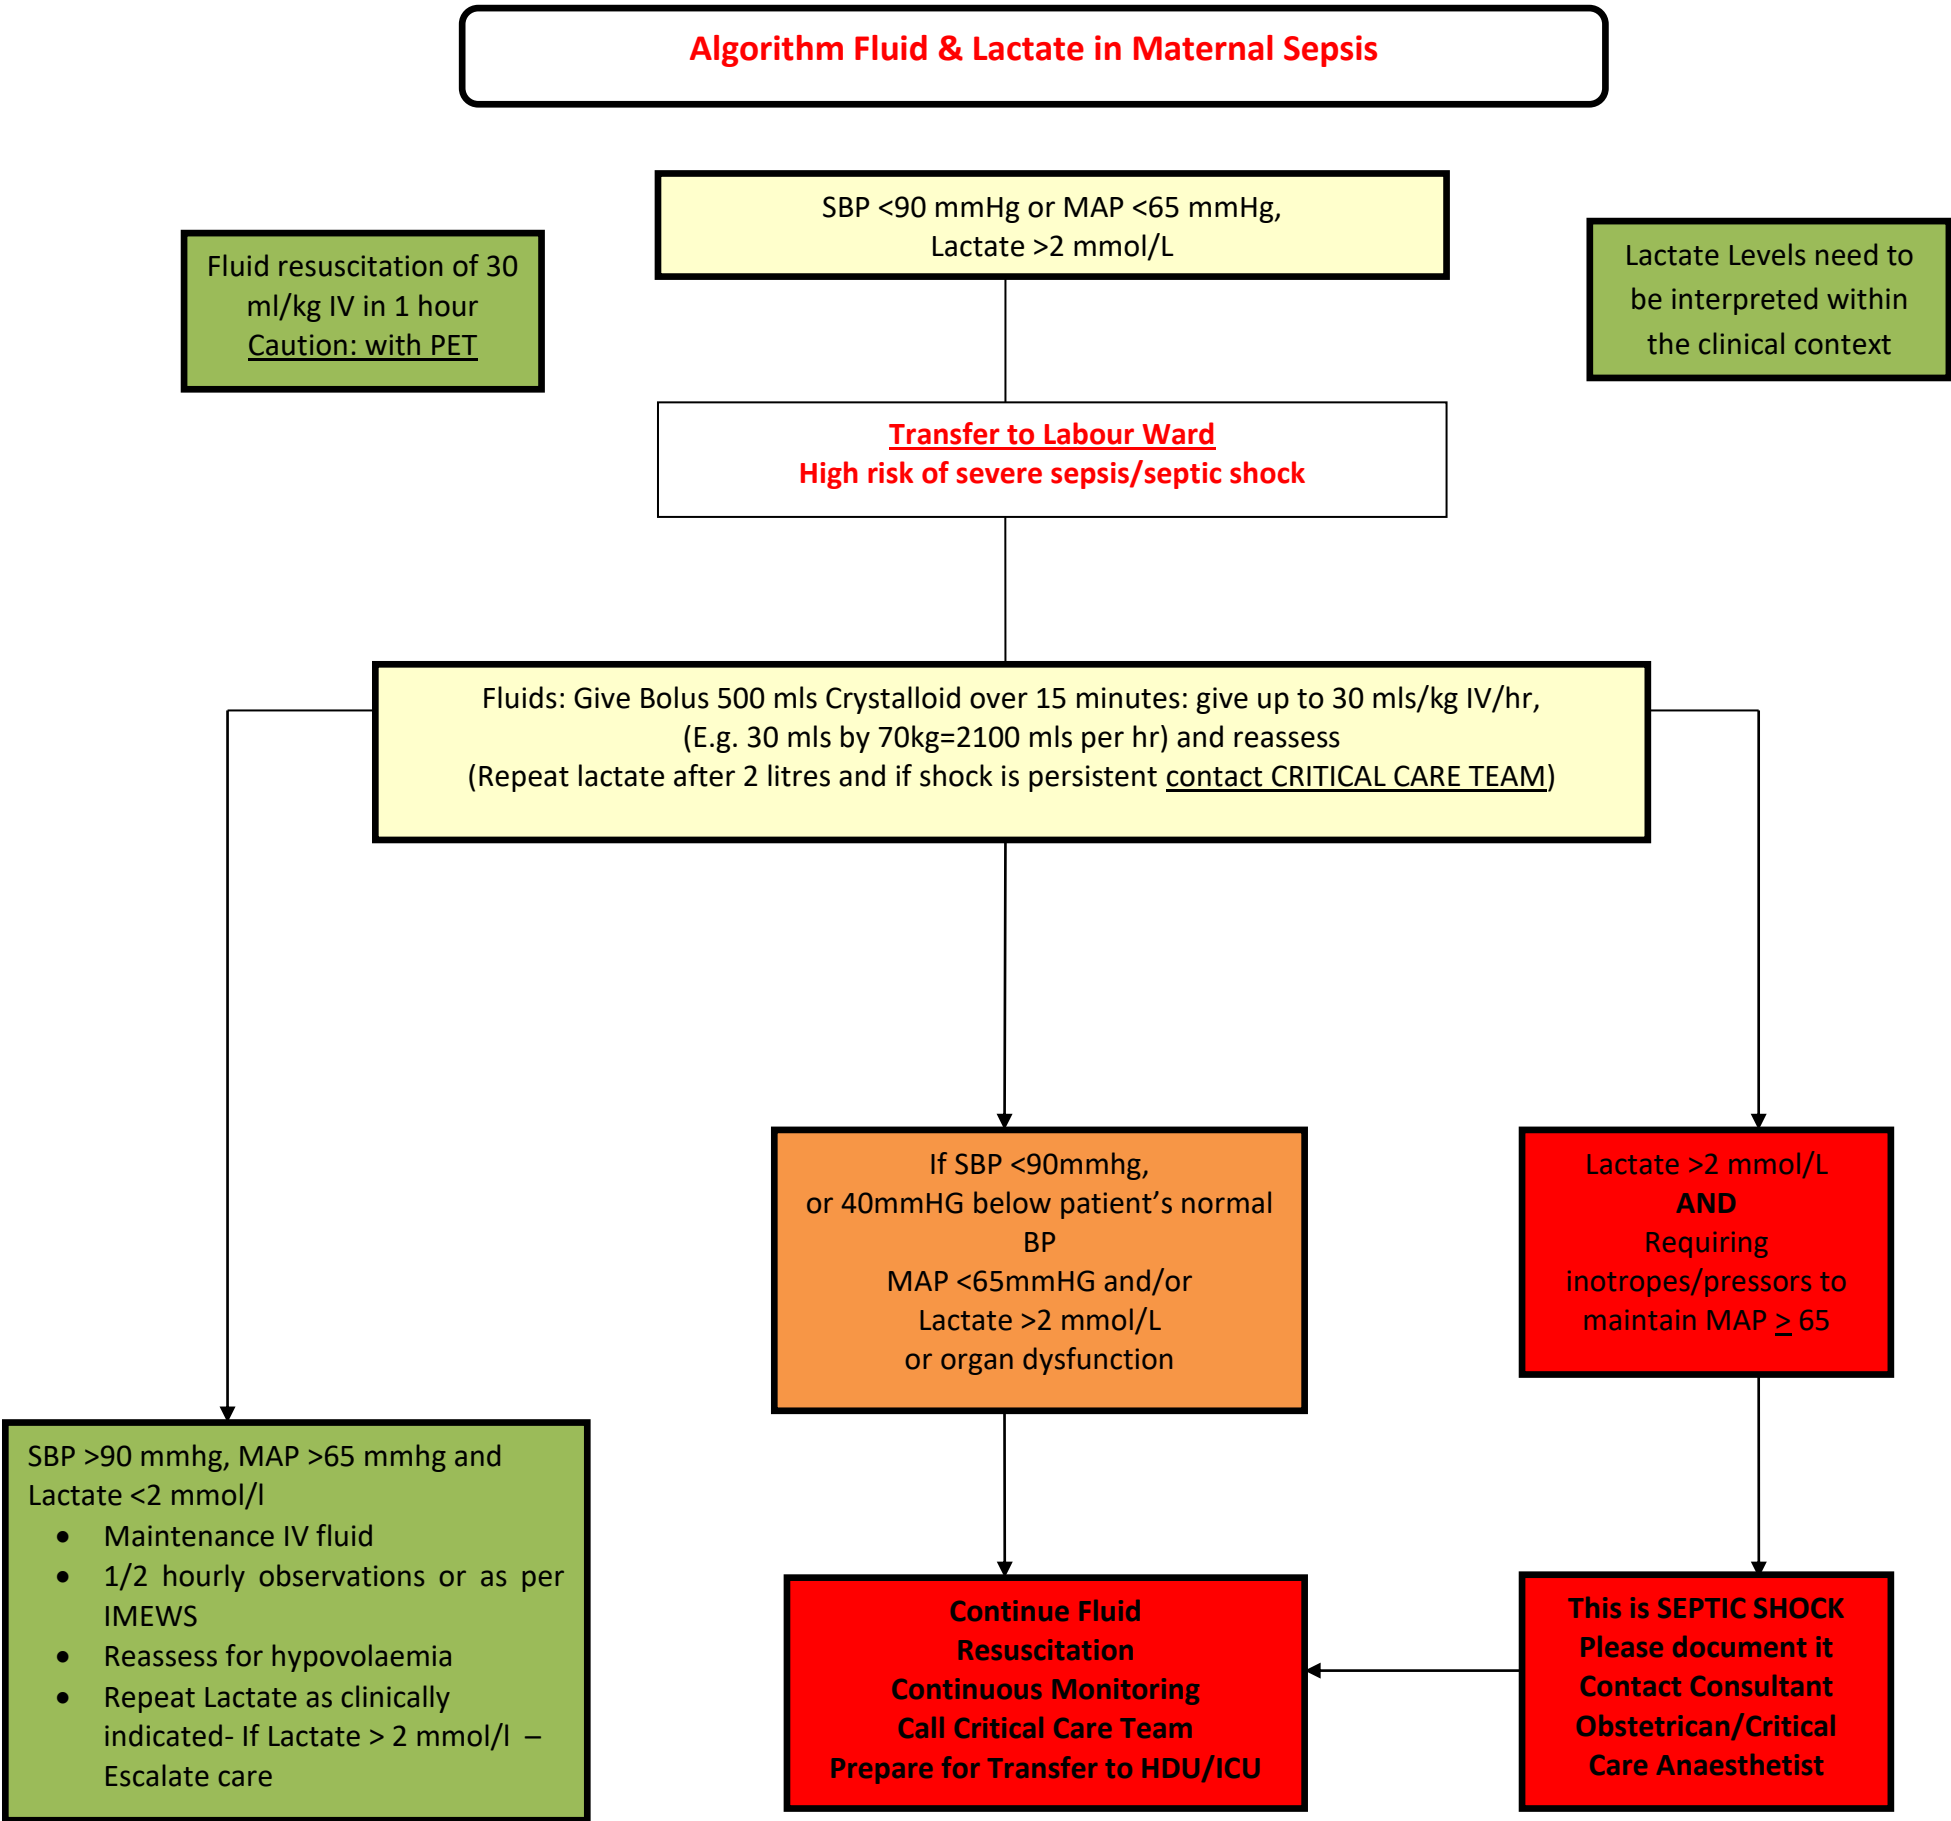 Algorithm Fluid & Lactate in Maternal Sepsis
SBP <90 mmHg or MAP <65 mmHg,
Lactate >2 mmol/L
Fluid resuscitation of 30
ml/kg IV in 1 hour
Caution: with PET
Lactate Levels need to
be interpreted within
the clinical context
Transfer to Labour Ward
High risk of severe sepsis/septic shock
Fluids: Give Bolus 500 mls Crystalloid over 15 minutes: give up to 30 mls/kg IV/hr,
(E.g. 30 mls by 70kg=2100 mls per hr) and reassess
(Repeat lactate after 2 litres and if shock is persistent contact CRITICAL CARE TEAM)
If SBP <90mmhg,
or 40mmHG below patient’s normal
BP
MAP <65mmHG and/or
Lactate >2 mmol/L
or organ dysfunction
Lactate >2 mmol/L
AND
Requiring
inotropes/pressors to
maintain MAP ≥ 65
SBP >90 mmhg, MAP >65 mmhg and
Lactate <2 mmol/l
• Maintenance IV fluid
• 1/2 hourly observations or as per
IMEWS
• Reassess for hypovolaemia
• Repeat Lactate as clinically
indicated- If Lactate > 2 mmol/l –
Escalate care
Continue Fluid
Resuscitation
Continuous Monitoring
Call Critical Care Team
Prepare for Transfer to HDU/ICU
This is SEPTIC SHOCK
Please document it
Contact Consultant
Obstetrican/Critical
Care Anaesthetist